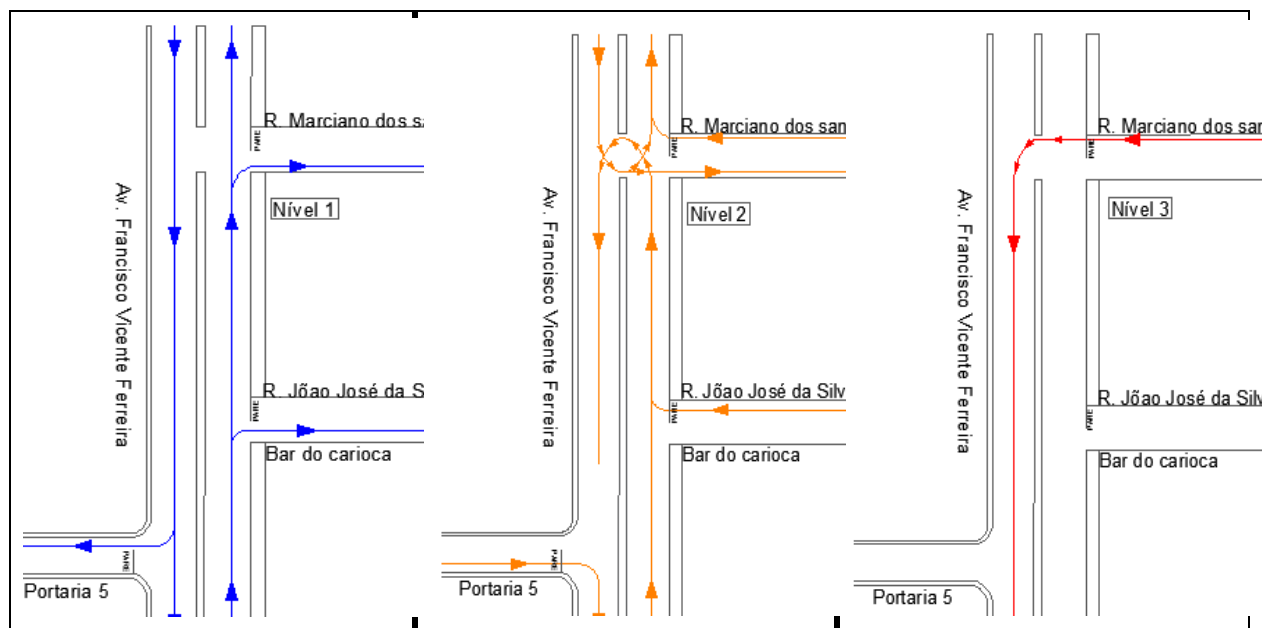 R. Marciano dos sa
PARE
Nível 1
Av. Francisco Vicente Ferreira
R. Jõao José da S
PARE
Bar do carioca
PARE
Portaria 5
R. Marciano dos san
PARE
Nível 2
Av. Francisco Vicente Ferreira
R. Jõao José da Silv
PARE
Bar do carioca
PARE
Portaria 5
R. Marciano dos san
PARE
Nível 3
Av. Francisco Vicente Ferreira
R. Jõao José da Silv
PARE
Bar do carioca
Portaria 5